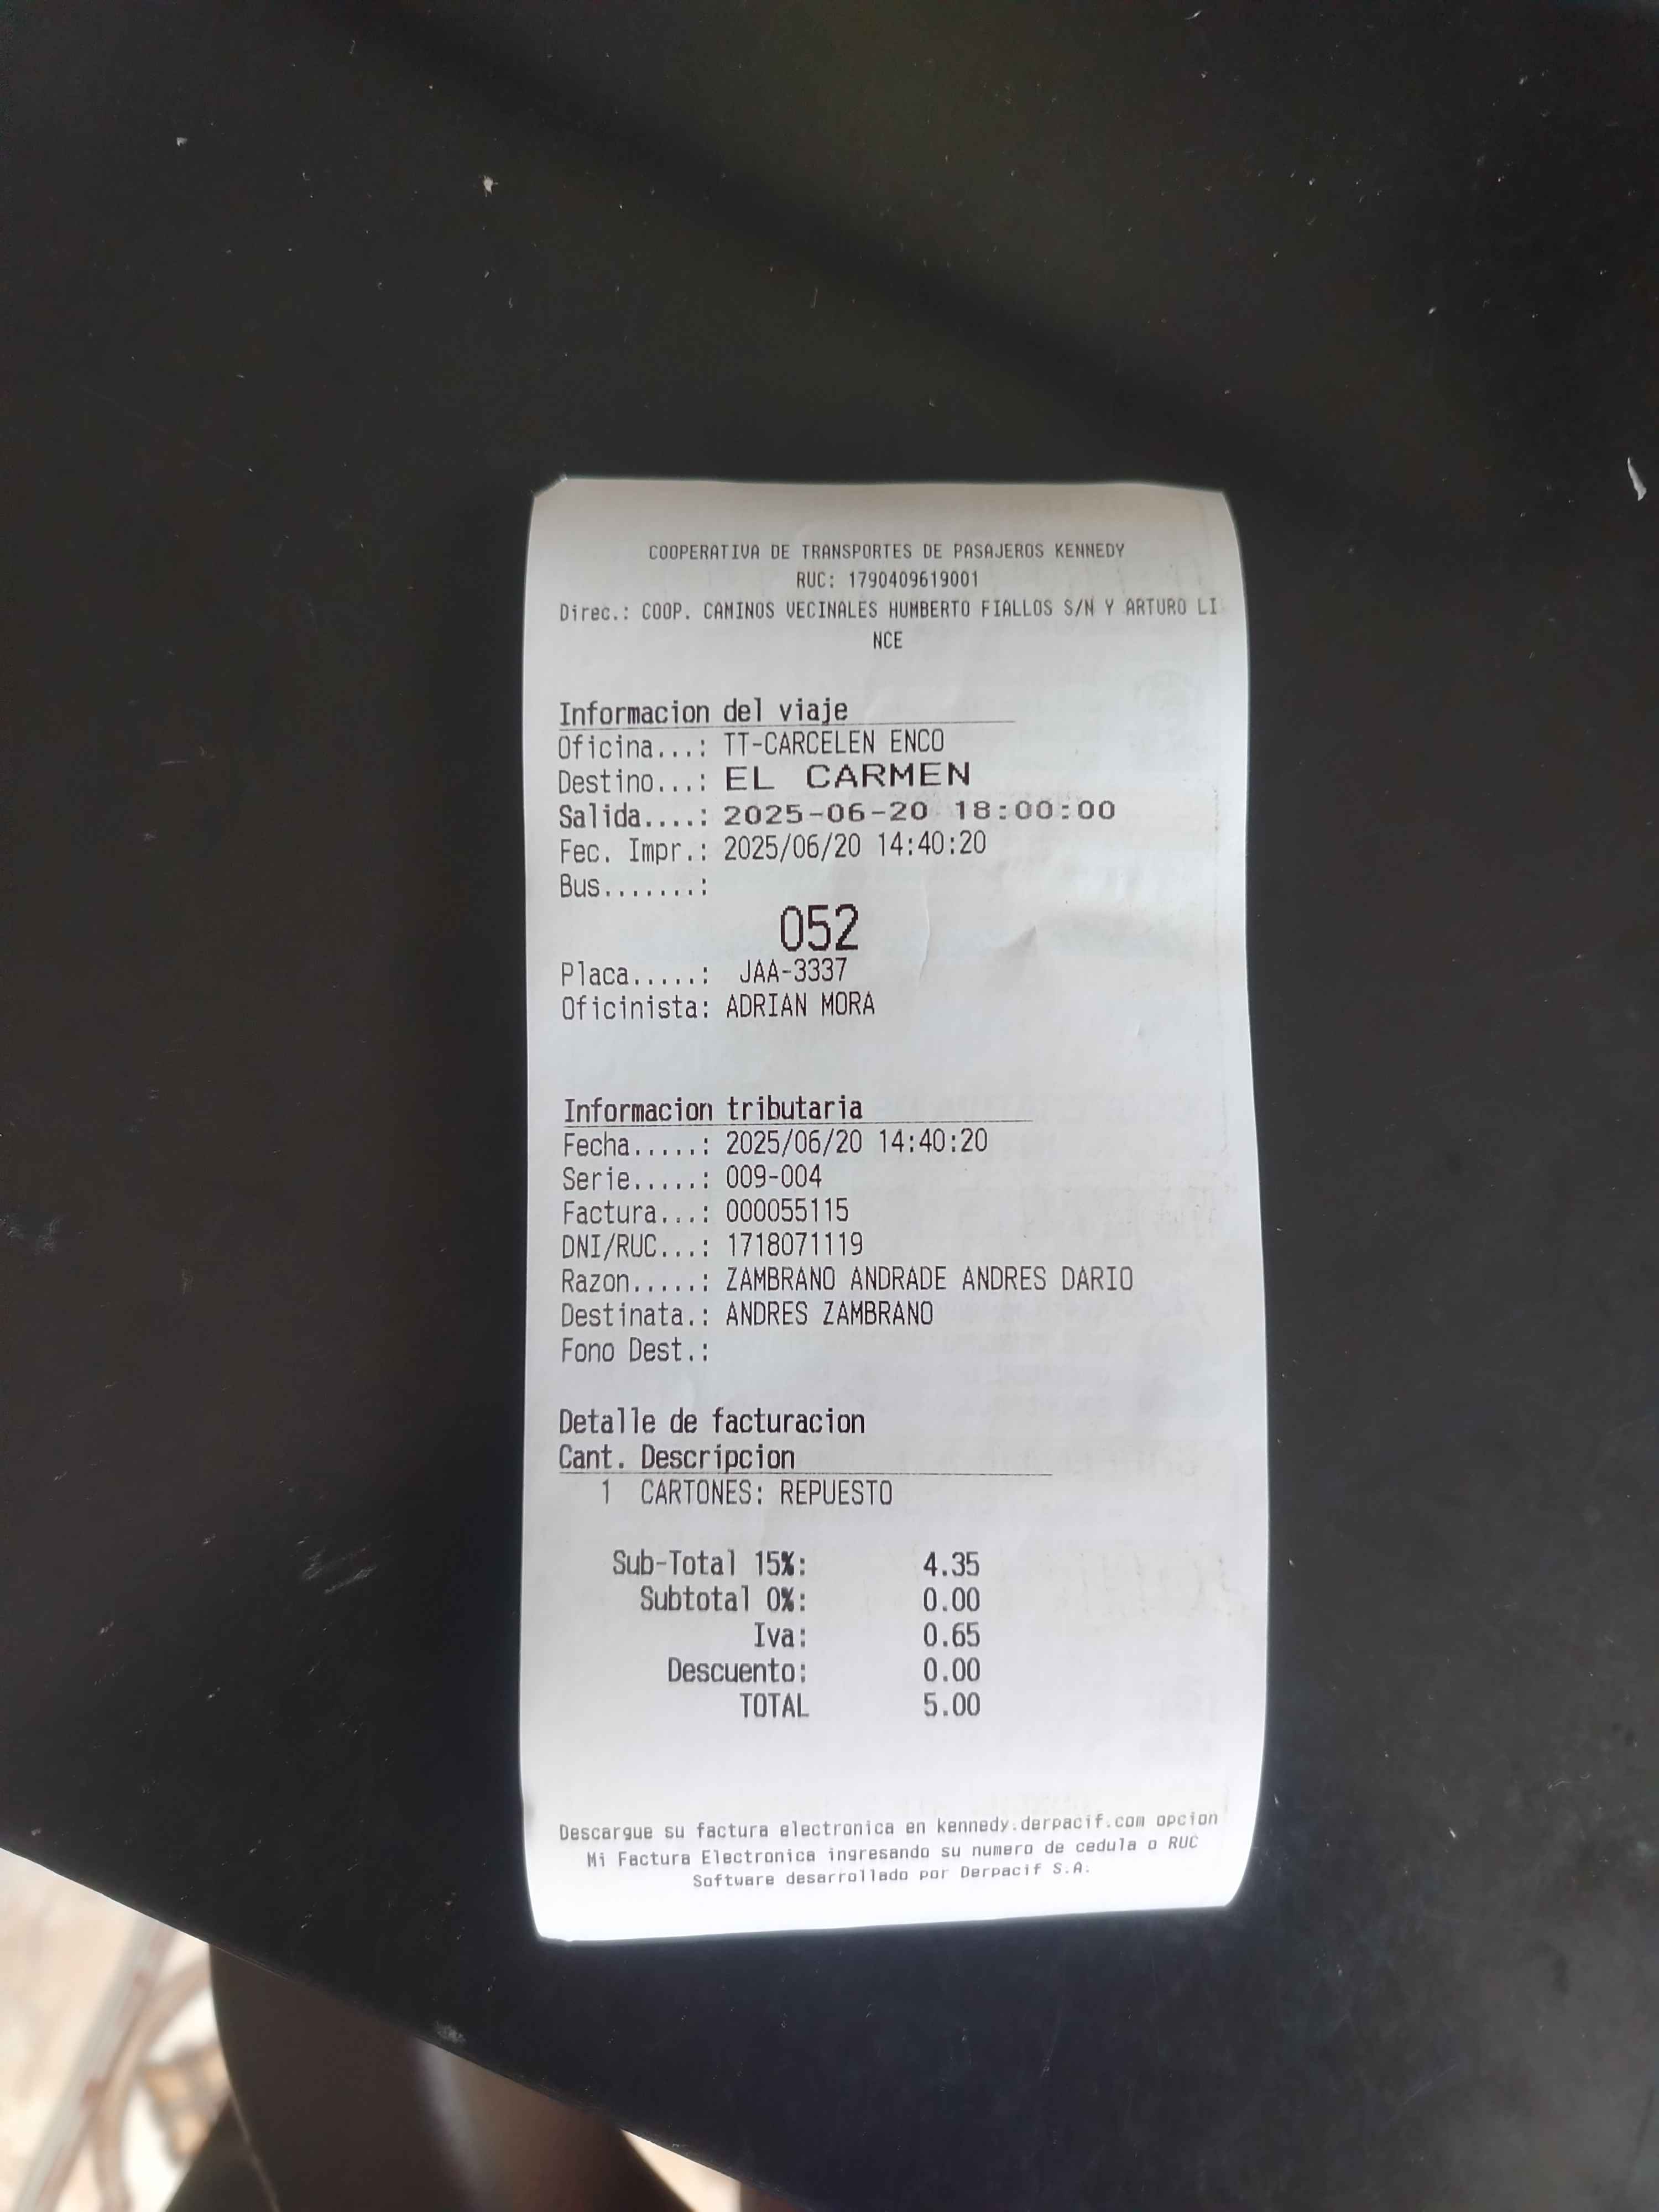 COOPERATIVA DE TRANSPORTES DE PASAJEROS KENNEDY
RUC: 1790409619001
Direc.: COOP. CAMINOS VECINALES HUMBERTO FIALLOS S/N Y ARTURO LI
NCE
Informacion del viaje
Oficina...: TT-CARCELEN ENCO
Destino...: EL CARMEN
Salida....: 2025-06-20 18:00:00
Fec. Impr.: 2025/06/20 14:40:20
Bus.......:
052
Placa.....: JAA-3337
Oficinista: ADRIAN MORA
Informacion tributaria
Fecha.....: 2025/06/20 14:40:20
Serie.....: 009-004
Factura...: 000055115
DNI/RUC...: 1718071119
Razon.....: ZAMBRANO ANDRADE ANDRES DARIO
Destinata.: ANDRES ZAMBRANO
Fono Dest.:
Detalle de facturacion
Cant. Descripcion
1 CARTONES: REPUESTO
Sub-Total 15%: 4.35
Subtotal 0%: 0.00
Iva: 0.65
Descuento: 0.00
TOTAL 5.00
Descargue su factura electronica en kennedy.derpacif.com opcion
Mi Factura Electronica ingresando su numero de cedula o RUC
Software desarrollado por Derpacif S.A.